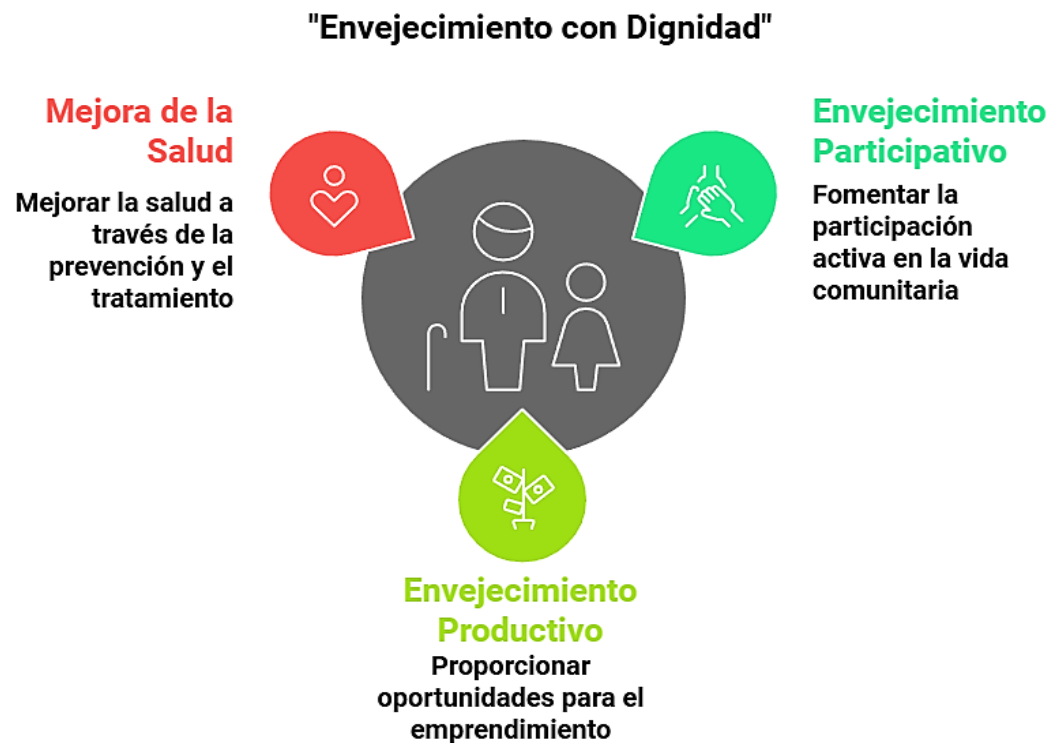 "Envejecimiento con Dignidad"
Mejora de la
Salud
Mejorar la salud a
través de la
prevención y el
tratamiento
Envejecimiento
Participativo
Fomentar la
participación
activa en la vida
comunitaria
Envejecimiento
Productivo
Proporcionar
oportunidades para el
emprendimiento